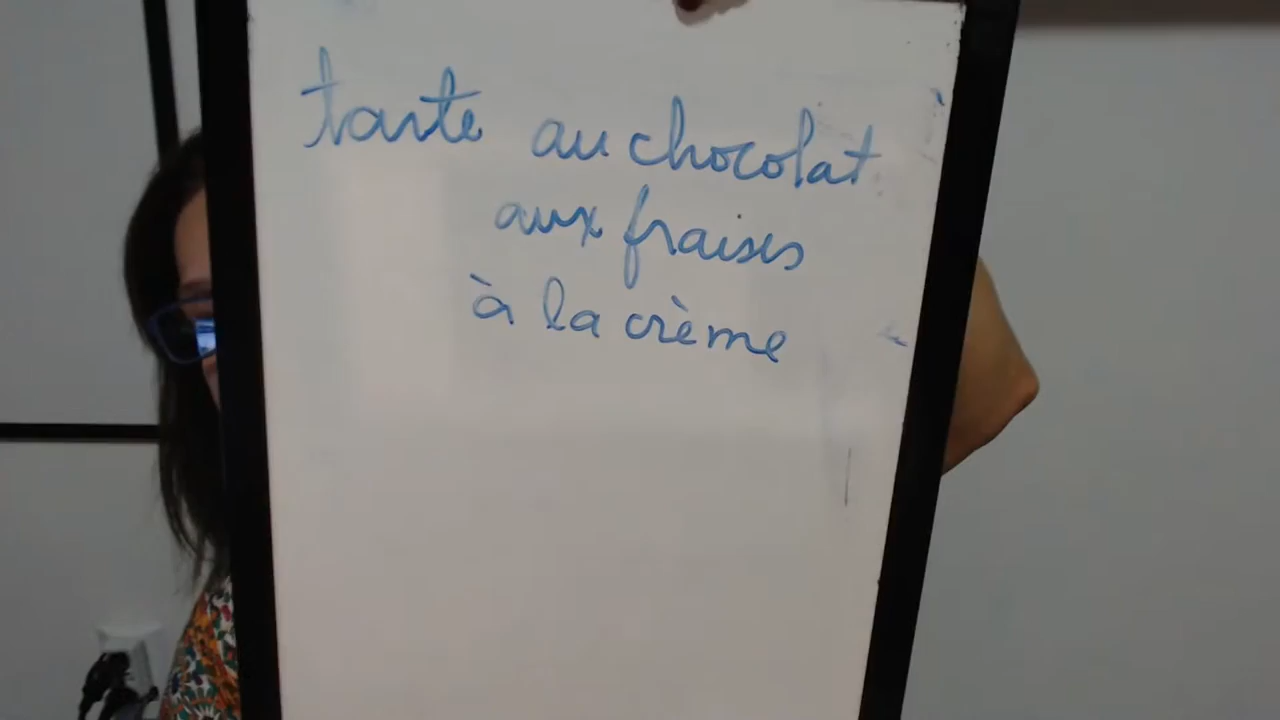 tarte au chocolat
aux fraises
à la crème